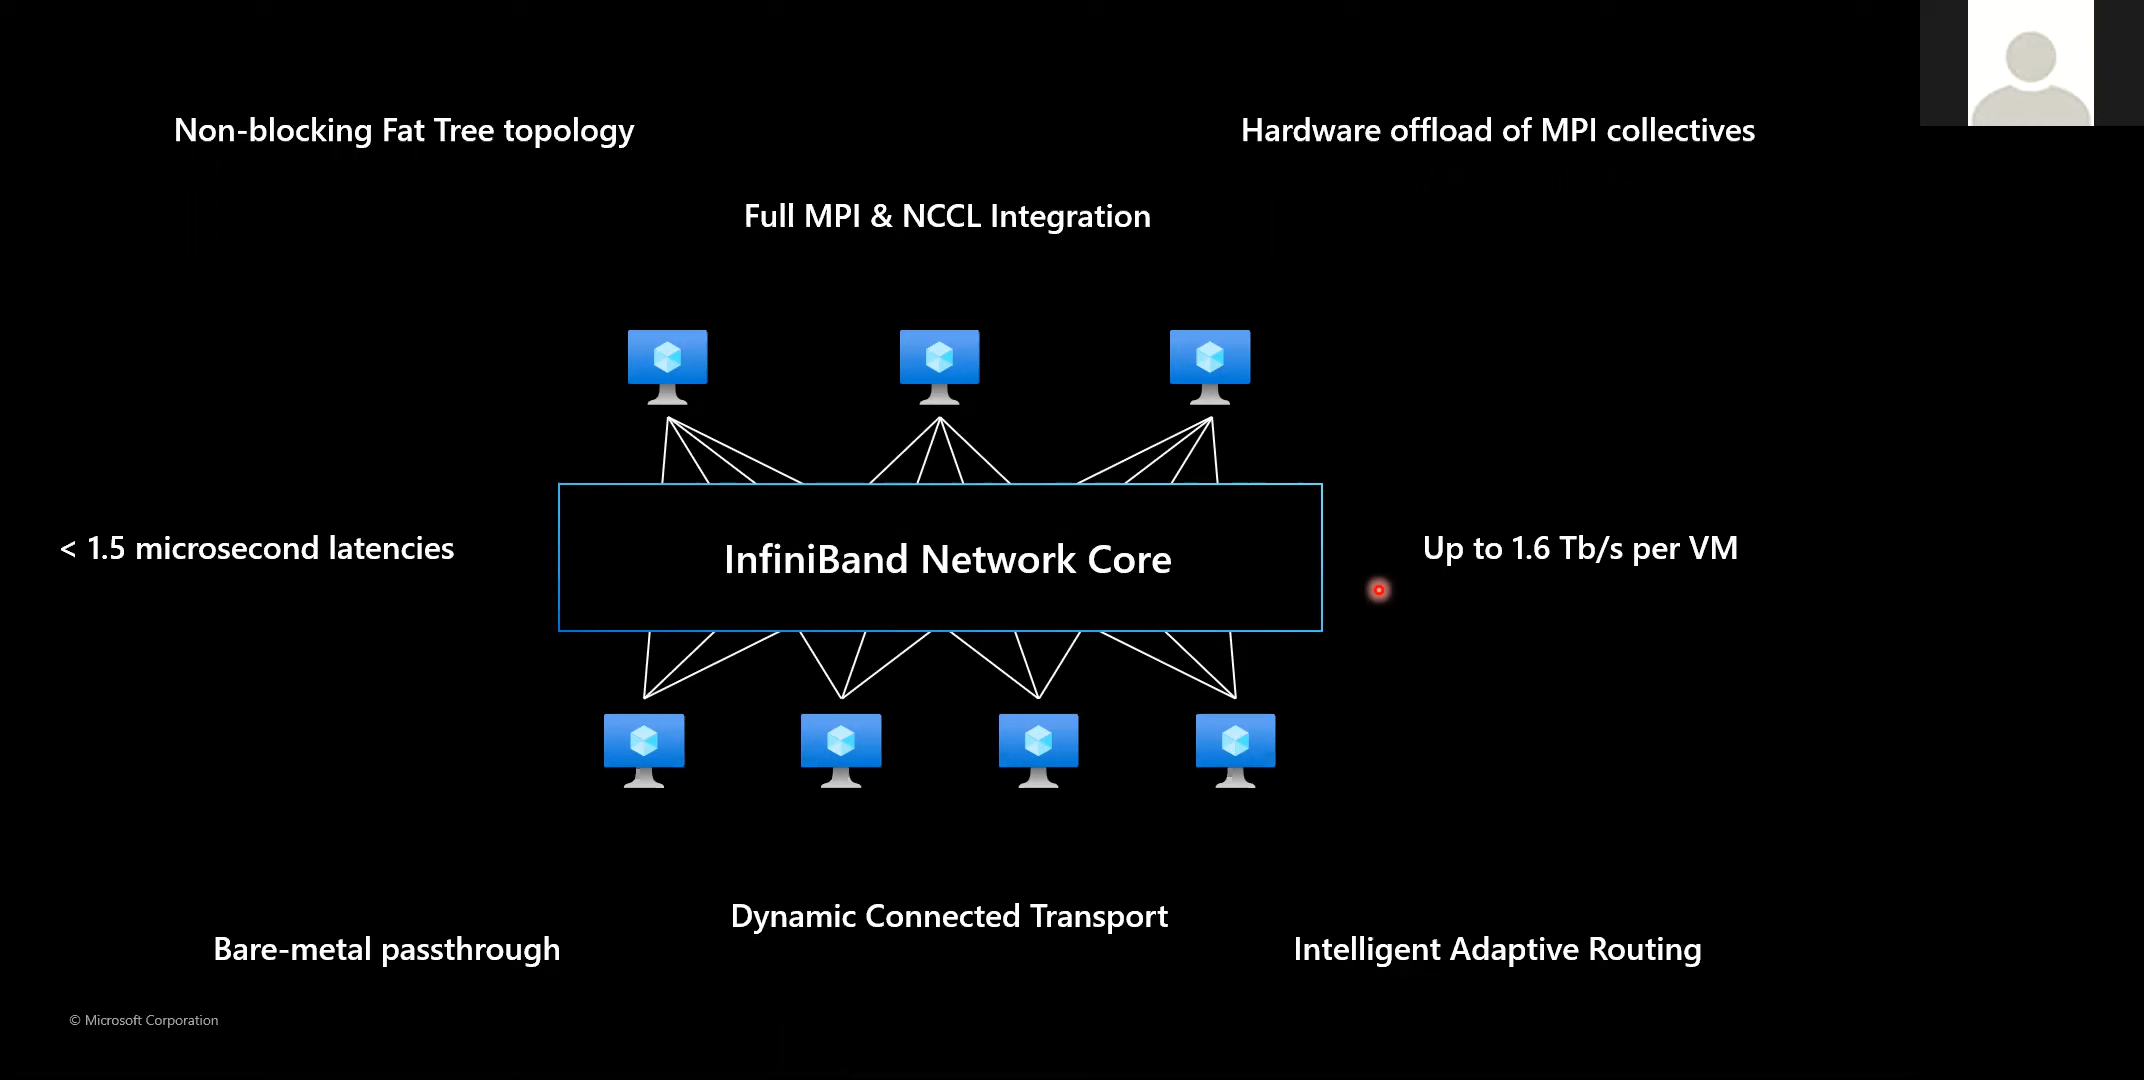 Non-blocking Fat Tree topology
Hardware offload of MPI collectives
Full MPI & NCCL Integration
< 1.5 microsecond latencies
InfiniBand Network Core
Up to 1.6 Tb/s per VM
Dynamic Connected Transport
Bare-metal passthrough
Intelligent Adaptive Routing
© Microsoft Corporation